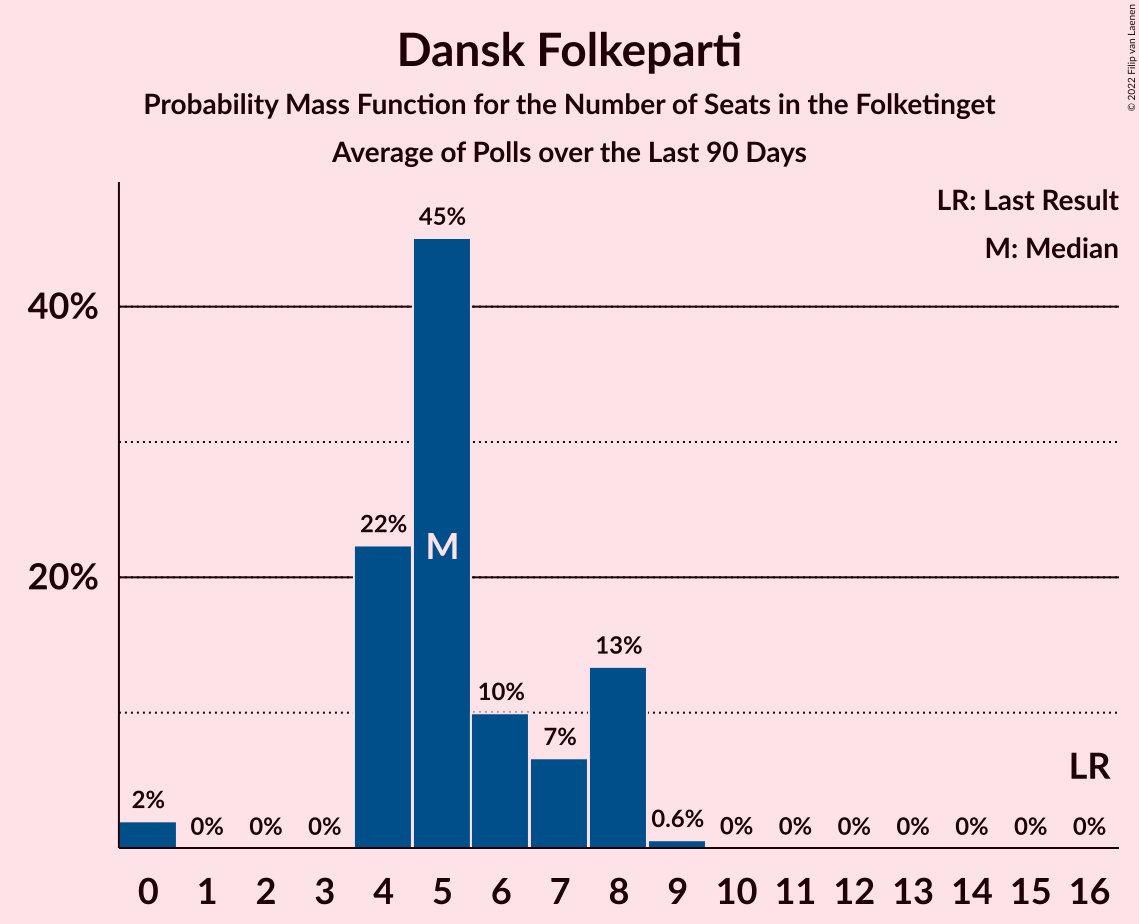 Dansk Folkeparti
Probability Mass Function for the Number of Seats in the Folketinget
Average of Polls over the Last 90 Days
© 2022 Filip van Laenen
LR: Last Result
M: Median
45%
40%
22%
M
20%
13%
10%
7%
LR
2%
0%
0%
0%
0.6%
0%
0%
0%
0%
0%
0%
0%
0 1 2 3 4 5 6 7 8 9 10 11 12 13 14 15 16